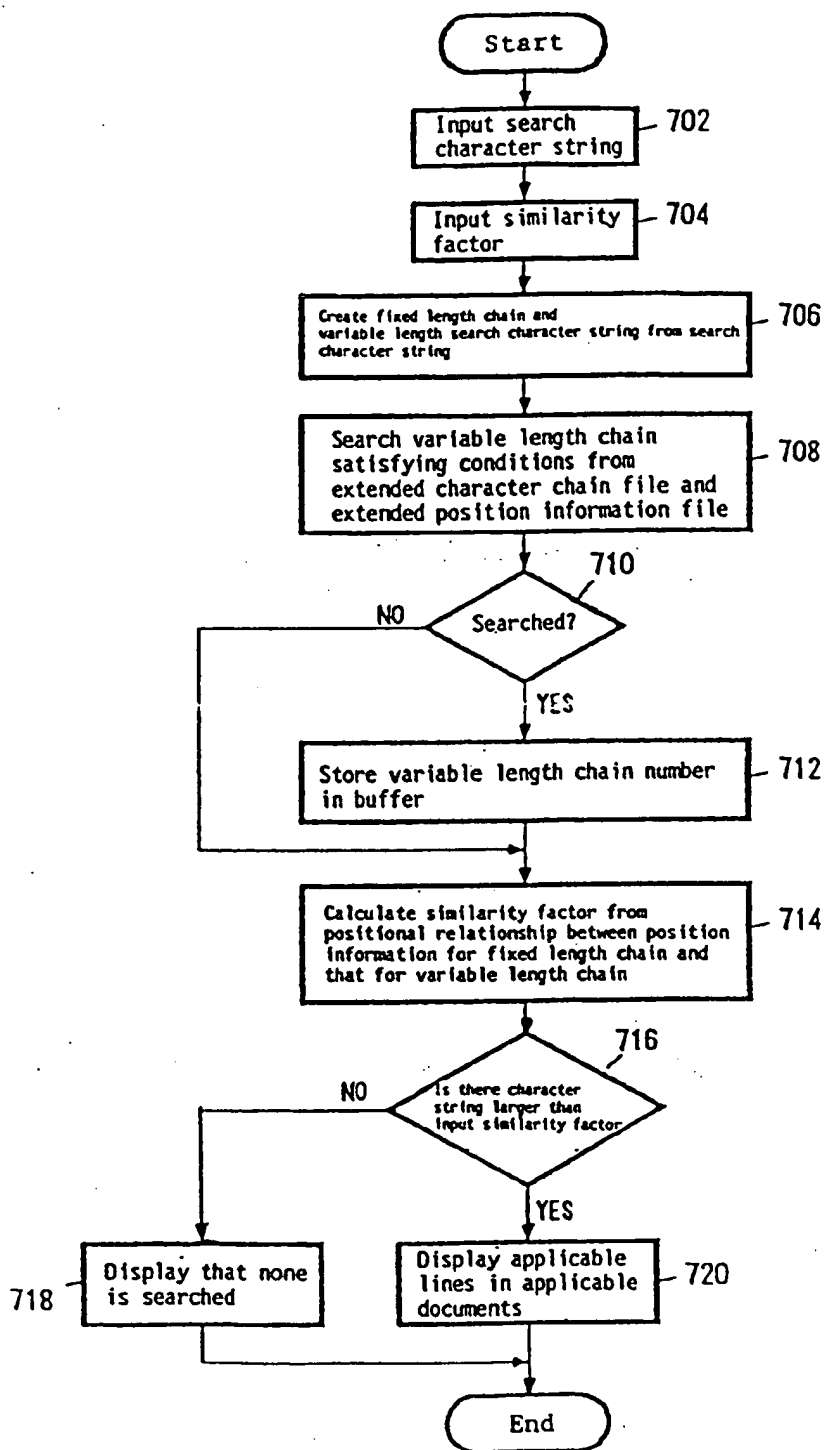 Start
Input search
character string
702
Input similarity
factor
704
Create fixed length chain and
variable length search character string from search
character string
706
Search variable length chain
satisfying conditions from
extended character chain file and
extended position information file
708
710
Searched?
NO
YES
Store variable length chain number
in buffer
712
Calculate similarity factor from
positional relationship between position
information for fixed length chain and
that for variable length chain
714
716
Is there character
string larger than
input similarity factor
NO
YES
Display that none
is searched
718
Display applicable
lines in applicable
documents
720
End